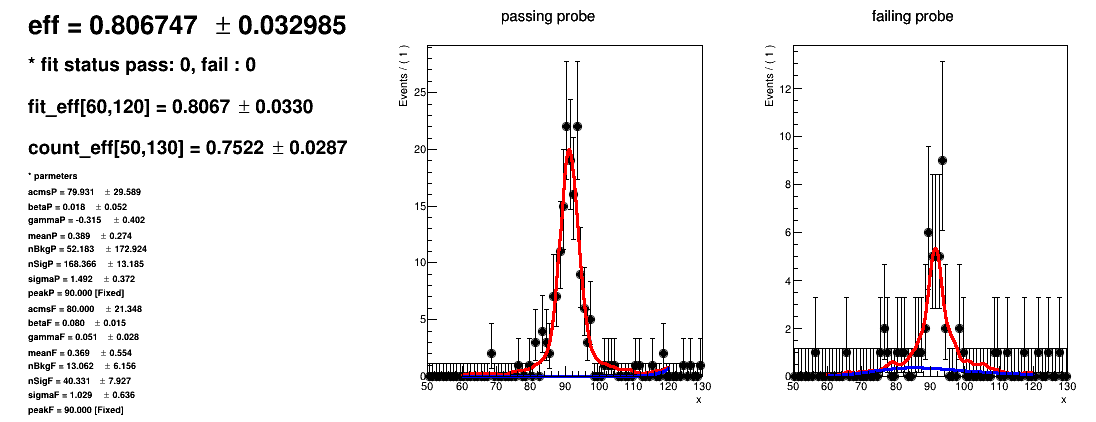 eff = 0.806747 ± 0.032985
* fit status pass: 0, fail : 0
fit_eff[60,120] = 0.8067 ± 0.0330
count_eff[50,130] = 0.7522 ± 0.0287
* parmeters
acmsP = 79.931 ± 29.589
betaP = 0.018 ± 0.052
gammaP = -0.315 ± 0.402
meanP = 0.389 ± 0.274
nBkgP = 52.183 ± 172.924
nSigP = 168.366 ± 13.185
sigmaP = 1.492 ± 0.372
peakP = 90.000 [Fixed]
acmsF = 80.000 ± 21.348
betaF = 0.080 ± 0.015
gammaF = 0.051 ± 0.028
meanF = 0.369 ± 0.554
nBkgF = 13.062 ± 6.156
nSigF = 40.331 ± 7.927
sigmaF = 1.029 ± 0.636
peakF = 90.000 [Fixed]
passing probe
Events / ( 1 )
25
20
15
10
5
0
50 60 70 80 90 100 110 120 130
x
failing probe
Events / ( 1 )
12
10
8
6
4
2
0
50 60 70 80 90 100 110 120 130
x